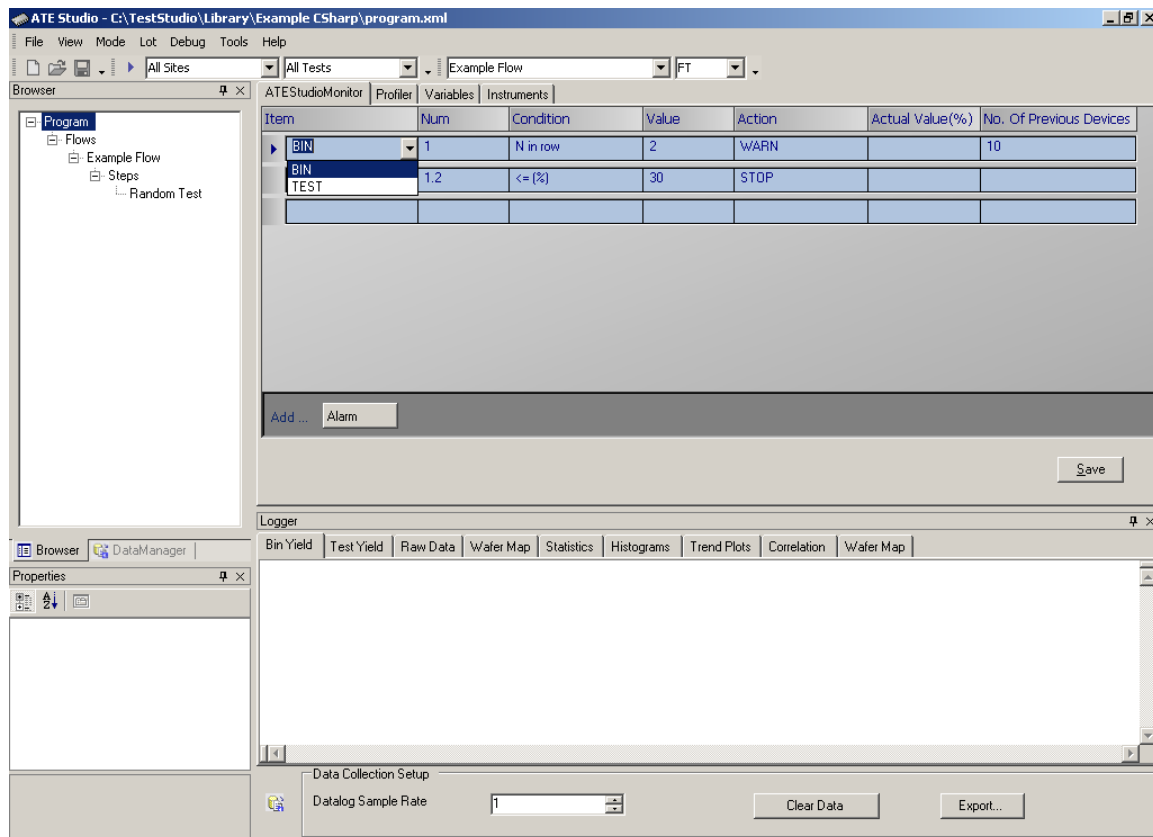 ATE Studio - C:\TestStudio\Library\Example CSharp\program.xml
File View Mode Lot Debug Tools Help
All Sites All Tests Example Flow FT
Browser
Program
Flows
Example Flow
Steps
Random Test
Browser DataManager
Properties
ATEStudioMonitor Profiler Variables Instruments
Item Num Condition Value Action Actual Value(%) No. Of Previous Devices
BIN 1 N in row 2 WARN 10
BIN
TEST
1.2 <= (%) 30 STOP
Add ... Alarm
Save
Logger
Bin Yield Test Yield Raw Data Wafer Map Statistics Histograms Trend Plots Correlation Wafer Map
Data Collection Setup
Datalog Sample Rate 1 Clear Data Export...